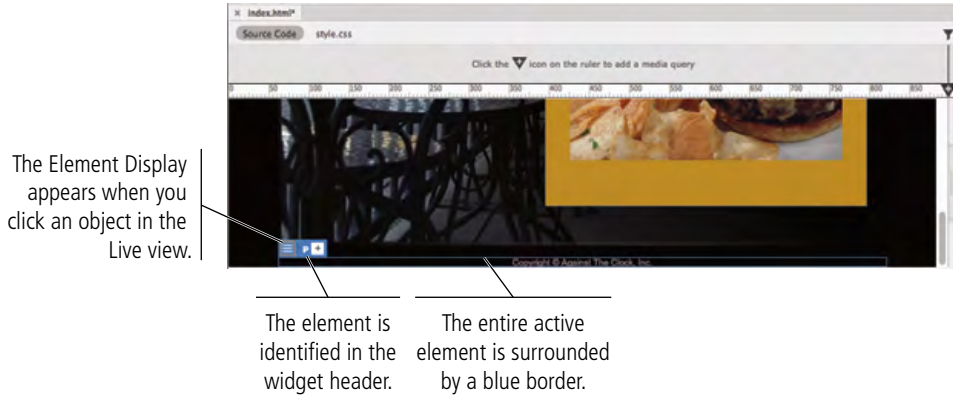 × index.html*
Source Code style.css
Click the icon on the ruler to add a media query
0 50 100 150 200 250 300 350 400 450 500 550 600 650 700 750 800 850
The Element Display
appears when you
click an object in the
Live view.
P +
Copyright © Against The Clock, Inc.
The element is
identified in the
widget header.
The entire active
element is surrounded
by a blue border.